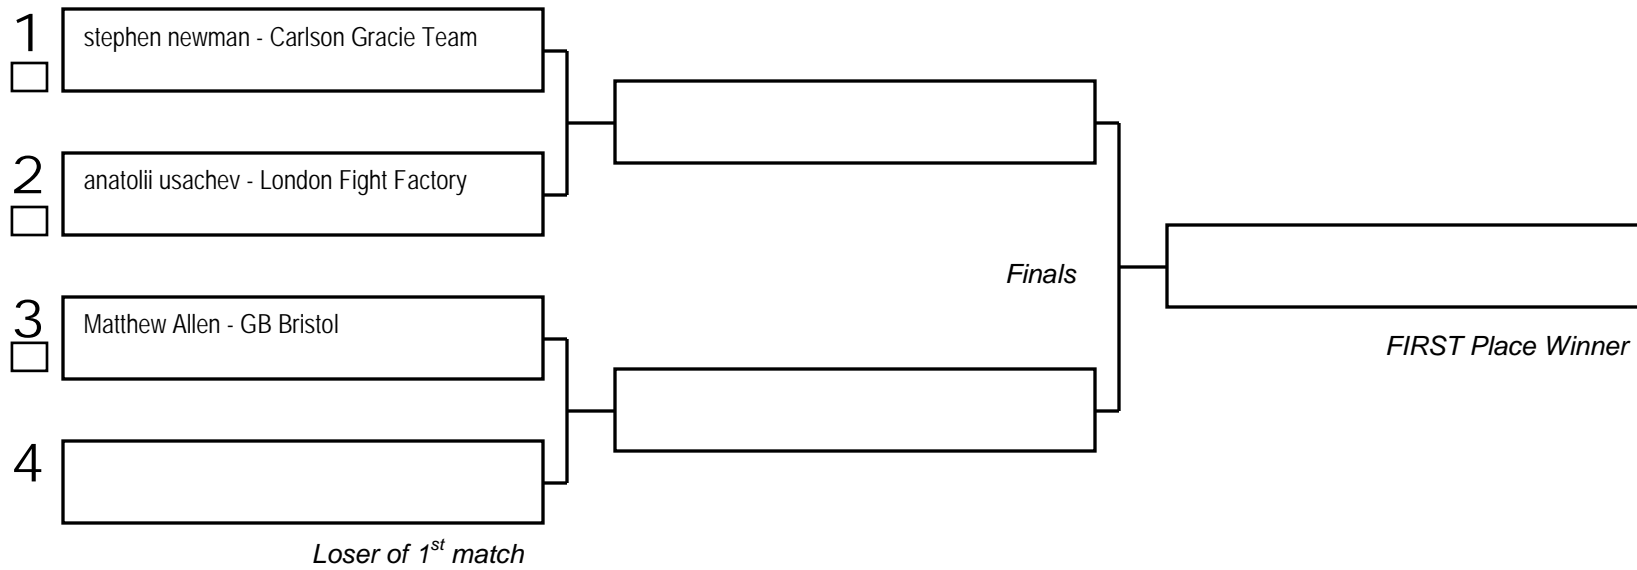 1
stephen newman - Carlson Gracie Team
2
anatolii usachev - London Fight Factory
Finals
3
Matthew Allen - GB Bristol
FIRST Place Winner
4
Loser of 1st match